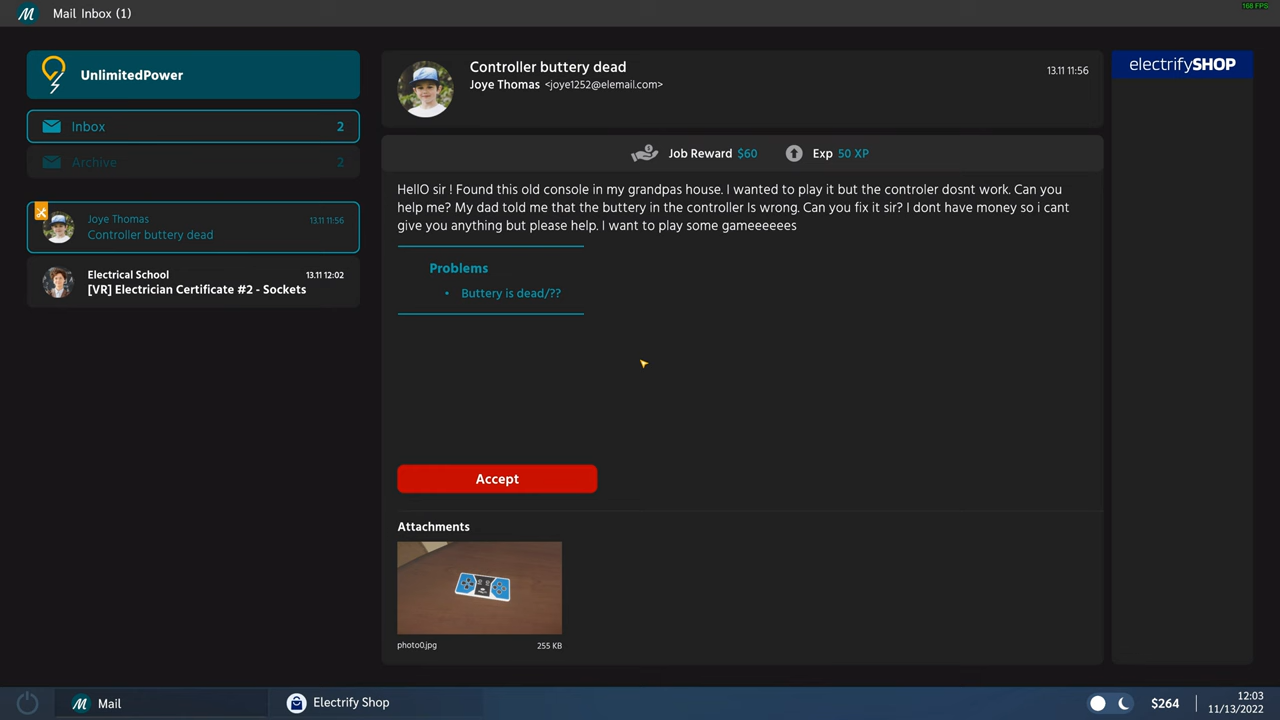 Mail Inbox (1)
168 FPS
UnlimitedPower
Inbox 2
Archive 2
Joye Thomas 13.11 11:56
Controller buttery dead
Electrical School 13.11 12:02
[VR] Electrician Certificate #2 - Sockets
Controller buttery dead
Joye Thomas <joye1252@elemail.com>
13.11 11:56
Job Reward $60 Exp 50 XP
HellO sir ! Found this old console in my grandpas house. I wanted to play it but the controler dosnt work. Can you
help me? My dad told me that the buttery in the controller Is wrong. Can you fix it sir? I dont have money so i cant
give you anything but please help. I want to play some gameeeeees
Problems
• Buttery is dead/??
Accept
Attachments
photo0.jpg 255 KB
electrifySHOP
Mail
Electrify Shop
$264
12:03
11/13/2022